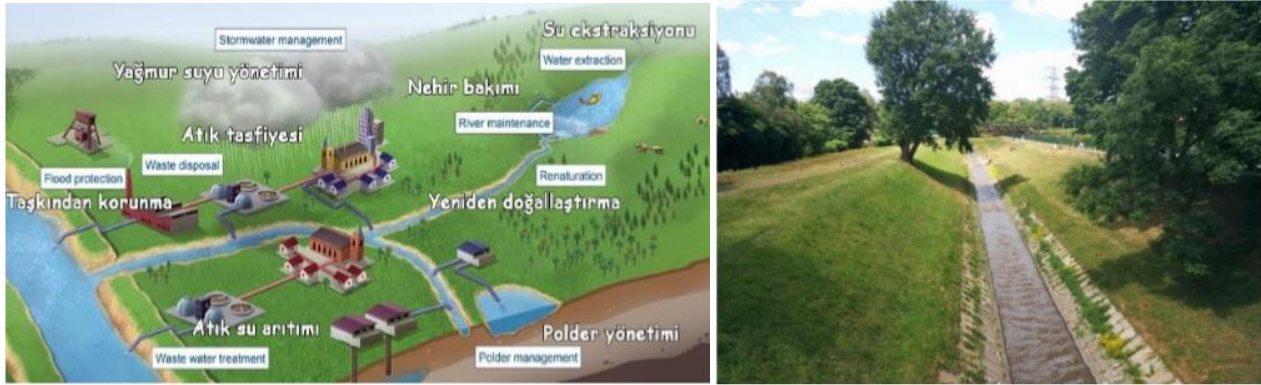 Su ekstraksiyonu
Stormwater management
Water extraction
Yağmur suyu yönetimi
Nehir bakımı
River maintenance
Atık tasfiyesi
Waste disposal
Flood protection
Renaturation
Taşkından korunma
Yeniden doğallaştırma
Atık su arıtımı
Polder yönetimi
Waste water treatment
Polder management